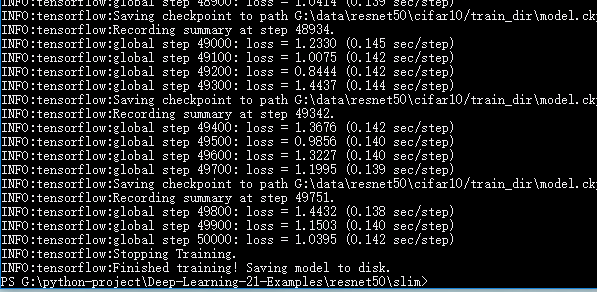 INFO:tensorflow:global step 48900: loss = 1.0414 (0.139 sec/step)
INFO:tensorflow:Saving checkpoint to path G:\data\resnet50\cifar10/train_dir\model.ck
INFO:tensorflow:Recording summary at step 48934.
INFO:tensorflow:global step 49000: loss = 1.2330 (0.145 sec/step)
INFO:tensorflow:global step 49100: loss = 1.0075 (0.142 sec/step)
INFO:tensorflow:global step 49200: loss = 0.8444 (0.142 sec/step)
INFO:tensorflow:global step 49300: loss = 1.4437 (0.144 sec/step)
INFO:tensorflow:Saving checkpoint to path G:\data\resnet50\cifar10/train_dir\model.ck
INFO:tensorflow:Recording summary at step 49342.
INFO:tensorflow:global step 49400: loss = 1.3676 (0.142 sec/step)
INFO:tensorflow:global step 49500: loss = 0.9856 (0.140 sec/step)
INFO:tensorflow:global step 49600: loss = 1.3227 (0.140 sec/step)
INFO:tensorflow:global step 49700: loss = 1.1995 (0.139 sec/step)
INFO:tensorflow:Saving checkpoint to path G:\data\resnet50\cifar10/train_dir\model.ck
INFO:tensorflow:Recording summary at step 49751.
INFO:tensorflow:global step 49800: loss = 1.4432 (0.138 sec/step)
INFO:tensorflow:global step 49900: loss = 1.1503 (0.140 sec/step)
INFO:tensorflow:global step 50000: loss = 1.0395 (0.142 sec/step)
INFO:tensorflow:Stopping Training.
INFO:tensorflow:Finished training! Saving model to disk.
PS G:\python-project\Deep-Learning-21-Examples\resnet50\slim>